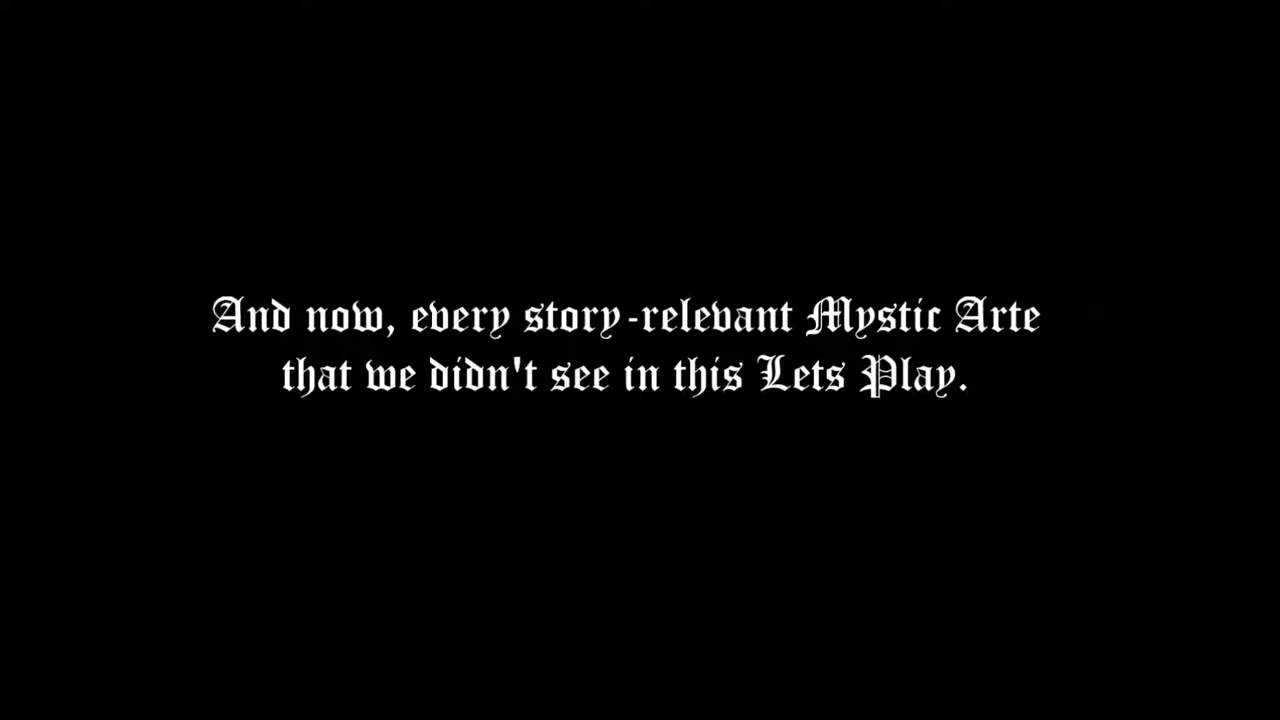 And now, every story-relevant Mystic Arte
that we didn't see in this Lets Play.